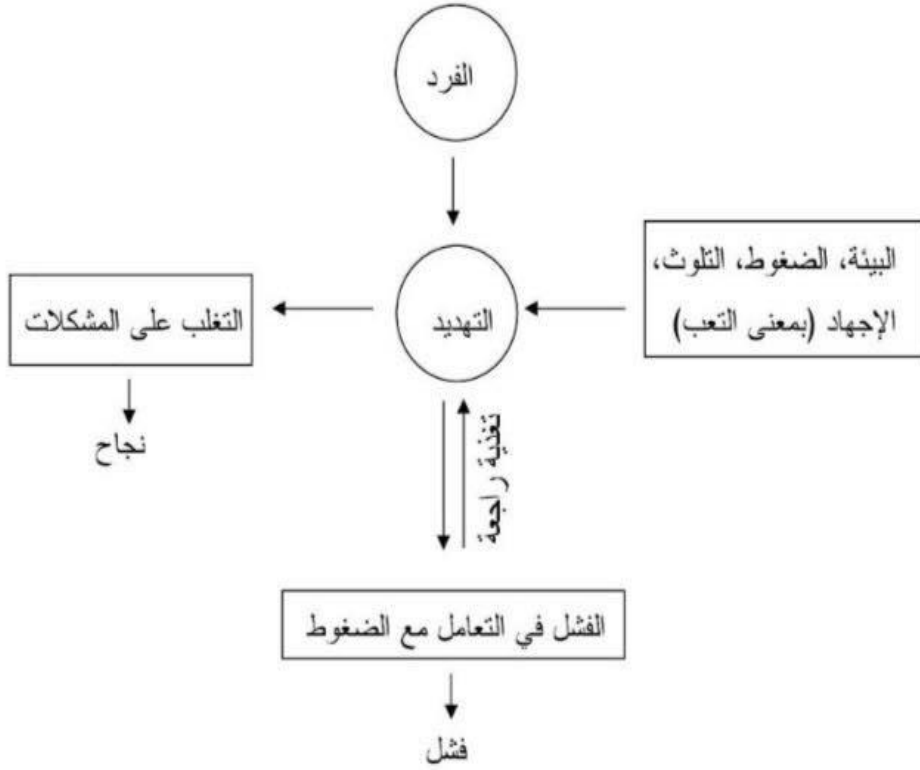 الفرد
البيئة، الضغوط، التلوث،
الإجهاد (بمعنى التعب)
التهديد
التغلب على المشكلات
نجاح
تغذية راجعة
الفشل في التعامل مع الضغوط
فشل